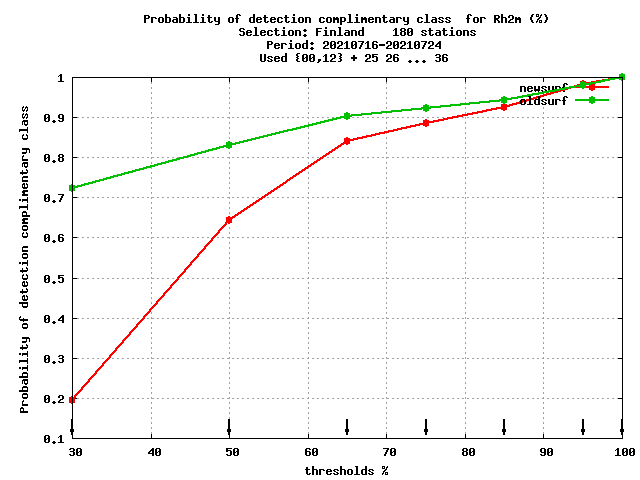 Probability of detection complimentary class  for Rh2m (%)
Selection: Finland    180 stations
Period: 20210716-20210724
Used {00,12} + 25 26 ... 36
Probability of detection complimentary class
1
0.9
0.8
0.7
0.6
0.5
0.4
0.3
0.2
0.1
newsurf
oldsurf
30 40 50 60 70 80 90 100
thresholds %